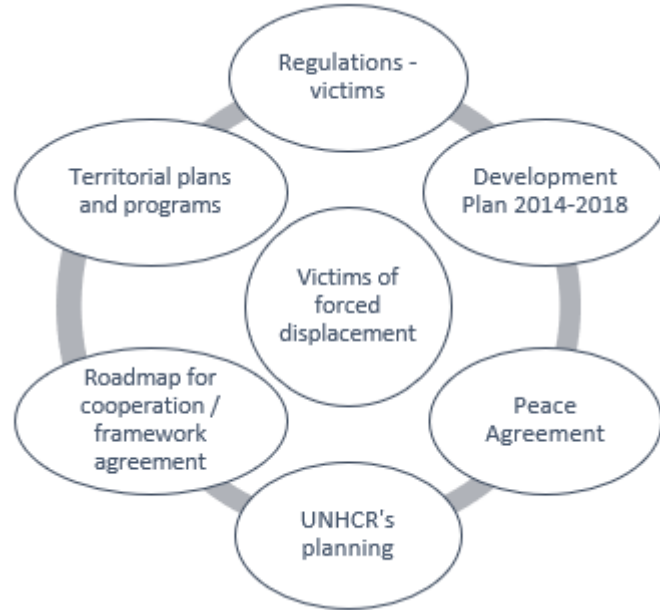 Regulations -
victims
Territorial plans
and programs
Development
Plan 2014-2018
Victims of
forced
displacement
Roadmap for
cooperation /
framework
agreement
Peace
Agreement
UNHCR's
planning